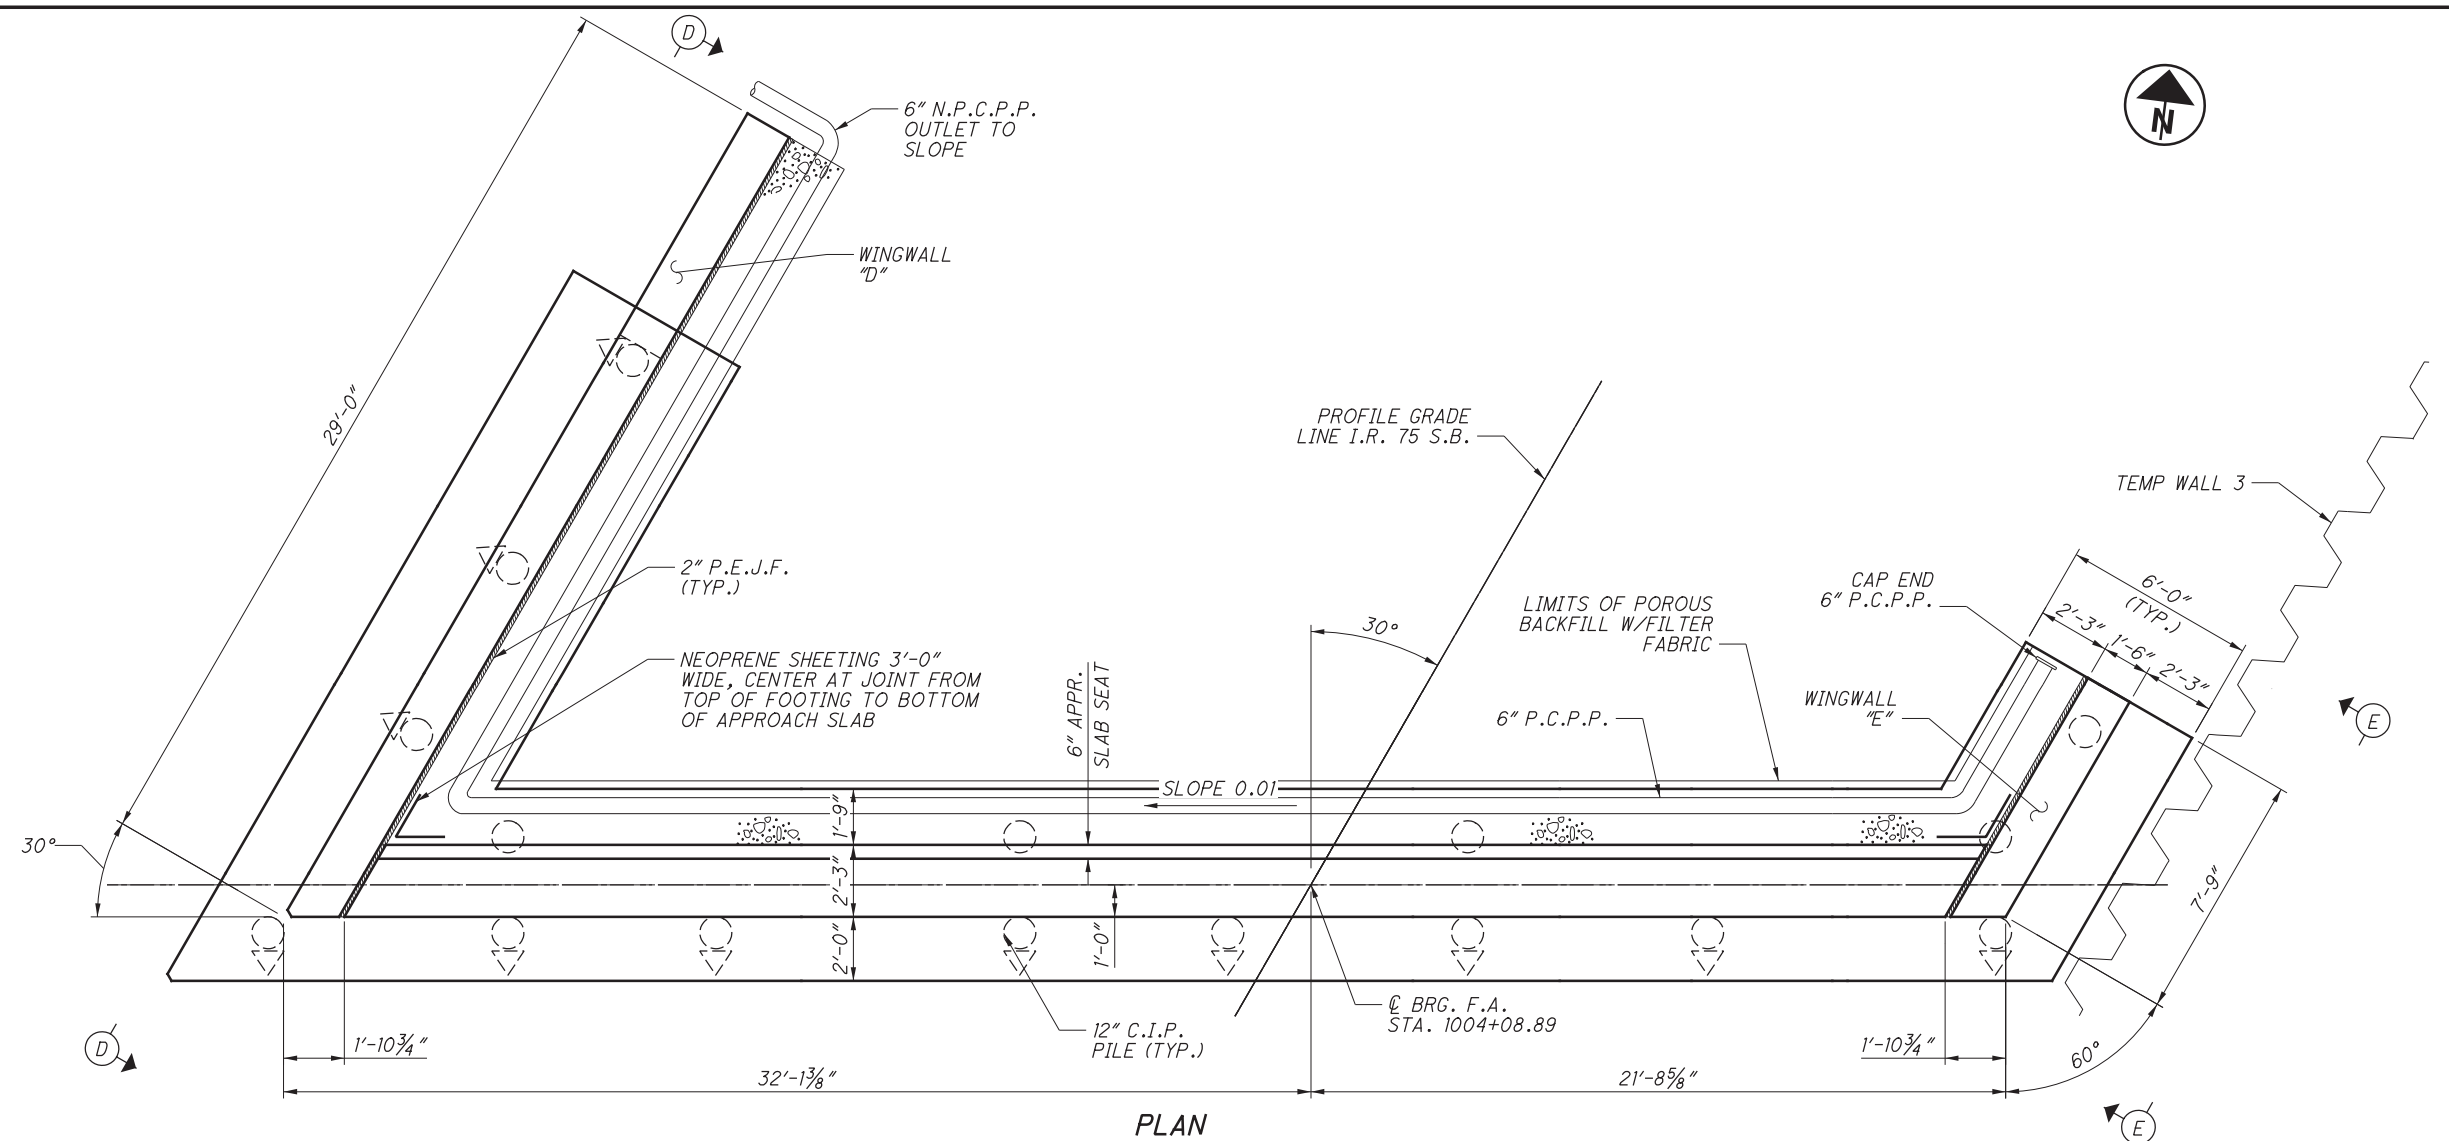 D
N
6" N.P.C.P.P.
OUTLET TO
SLOPE
WINGWALL
"D"
29'-0"
PROFILE GRADE
LINE I.R. 75 S.B.
TEMP WALL 3
2" P.E.J.F.
(TYP.)
NEOPRENE SHEETING 3'-0"
WIDE, CENTER AT JOINT FROM
TOP OF FOOTING TO BOTTOM
OF APPROACH SLAB
6" APPR.
SLAB SEAT
30°
LIMITS OF POROUS
BACKFILL W/FILTER
FABRIC
CAP END
6" P.C.P.P.
6'-0"
(TYP.)
2'-3"
1'-6"
2'-3"
6" P.C.P.P.
WINGWALL
"E"
E
SLOPE 0.01
30°
1'-9"
2'-3"
2'-0"
1'-0"
7'-9"
℄ BRG. F.A.
STA. 1004+08.89
12" C.I.P.
PILE (TYP.)
D
1'-10¾"
1'-10¾"
60°
32'-1⅜"
21'-8⅝"
E
PLAN